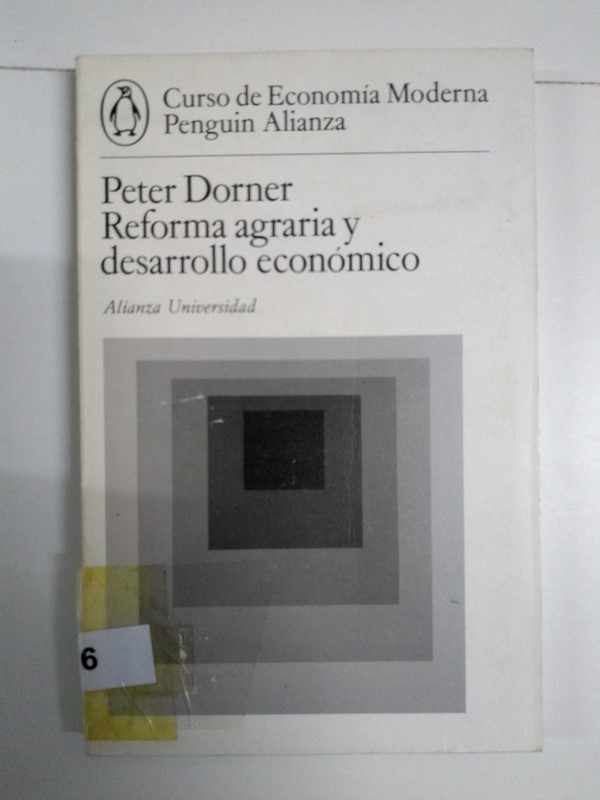 Curso de Economía Moderna
Penguin Alianza
Peter Dorner
Reforma agraria y
desarrollo económico
Alianza Universidad
6